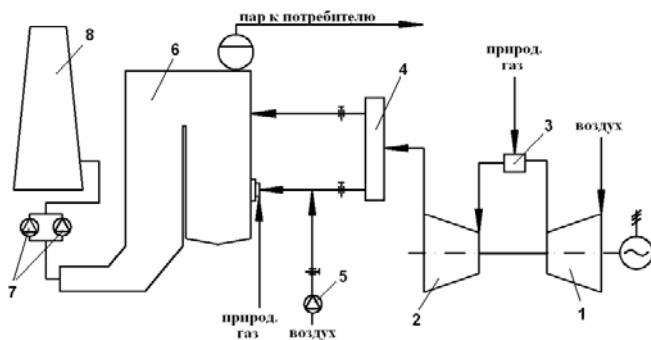 пар к потребителю
8
6
4
природ.
газ
воздух
3
5
7
природ.
газ
воздух
2
1